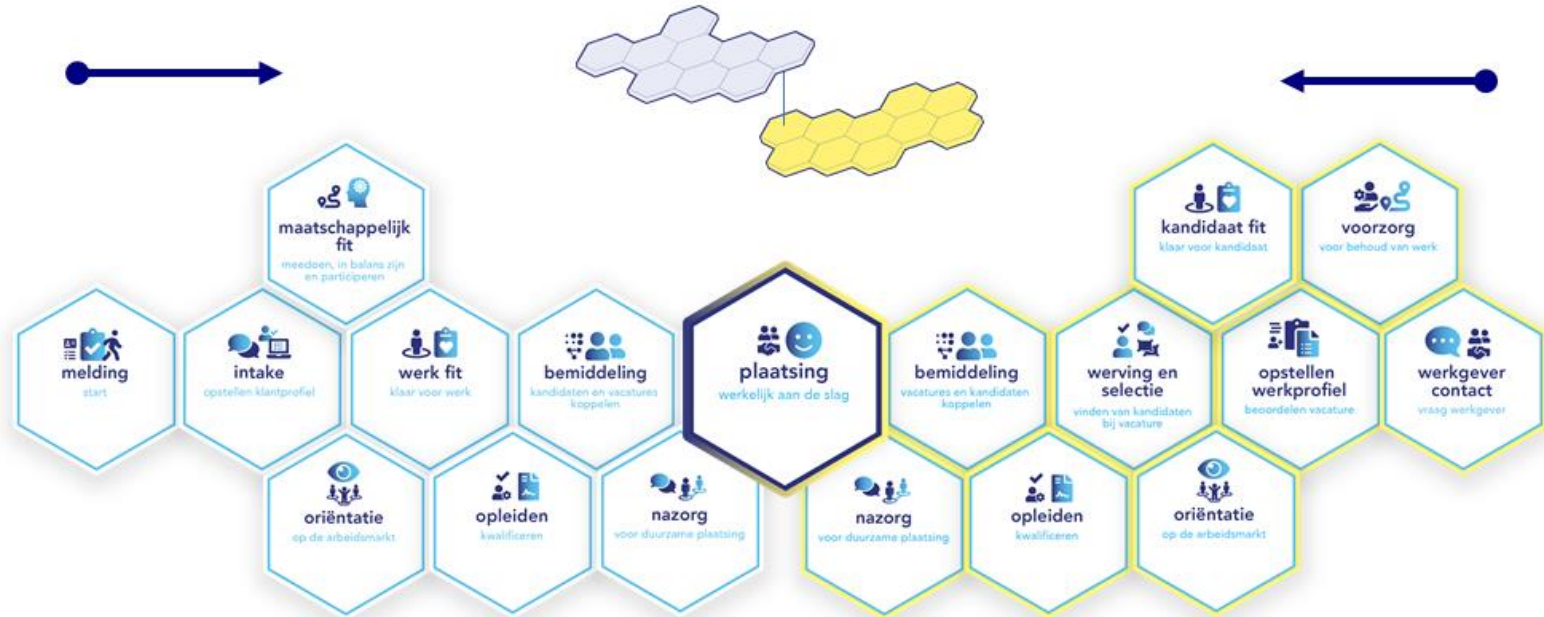 maatschappelijk
fit
meedoen, in balans zijn
en participeren
kandidaat fit
klaar voor kandidaat
voorzorg
voor behoud van werk
melding
start
intake
opstellen klantprofiel
werk fit
klaar voor werk
bemiddeling
kandidaten en vacatures
koppelen
plaatsing
werkelijk aan de slag
bemiddeling
vacatures en kandidaten
koppelen
werving en
selectie
vinden van kandidaten
bij vacature
opstellen
werkprofiel
beoordelen vacature
werkgever
contact
vraag werkgever
oriëntatie
op de arbeidsmarkt
opleiden
kwalificeren
nazorg
voor duurzame plaatsing
nazorg
voor duurzame plaatsing
opleiden
kwalificeren
oriëntatie
op de arbeidsmarkt